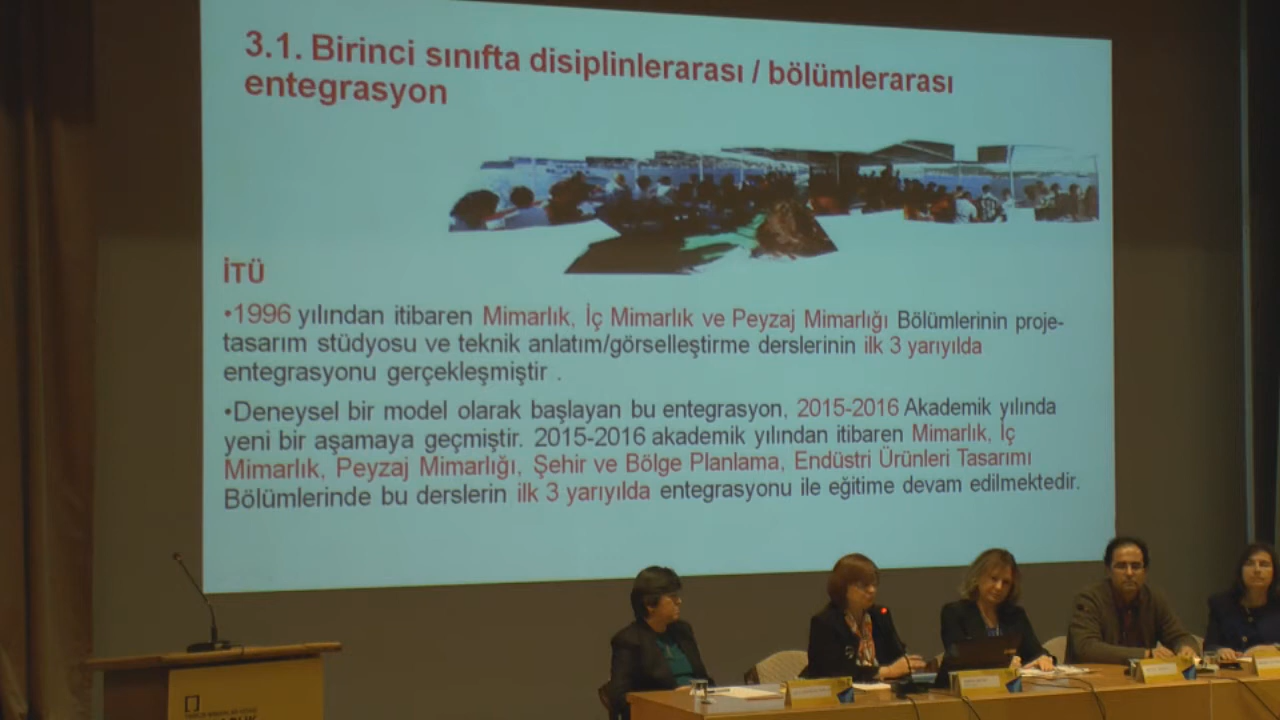 3.1. Birinci sınıfta disiplinlerarası / bölümlerarası
entegrasyon
İTÜ
•1996 yılından itibaren Mimarlık, İç Mimarlık ve Peyzaj Mimarlığı Bölümlerinin proje-
tasarım stüdyosu ve teknik anlatım/görselleştirme derslerinin ilk 3 yarıyılda
entegrasyonu gerçekleşmiştir .
•Deneysel bir model olarak başlayan bu entegrasyon, 2015-2016 Akademik yılında
yeni bir aşamaya geçmiştir. 2015-2016 akademik yılından itibaren Mimarlık, İç
Mimarlık, Peyzaj Mimarlığı, Şehir ve Bölge Planlama, Endüstri Ürünleri Tasarımı
Bölümlerinde bu derslerin ilk 3 yarıyılda entegrasyonu ile eğitime devam edilmektedir.